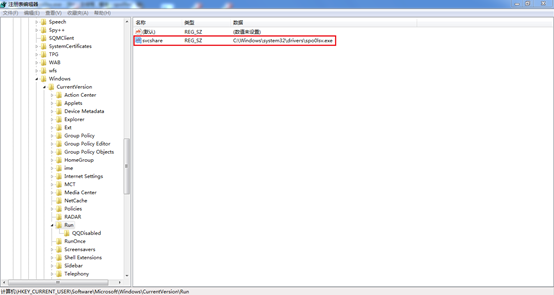 注册表编辑器
文件(F) 编辑(E) 查看(V) 收藏夹(A) 帮助(H)
Speech
Spy++
SQMClient
SystemCertificates
TPG
WAB
wfs
Windows
CurrentVersion
Action Center
Applets
Device Metadata
Explorer
Ext
Group Policy
Group Policy Editor
Group Policy Objects
HomeGroup
ime
Internet Settings
MCT
Media Center
NetCache
Policies
RADAR
Run
QQDisabled
RunOnce
Screensavers
Shell Extensions
Sidebar
Telephony
名称 类型 数据
(默认) REG_SZ (数值未设置)
svcshare REG_SZ C:\Windows\system32\drivers\spo0lsv.exe
计算机\HKEY_CURRENT_USER\Software\Microsoft\Windows\CurrentVersion\Run